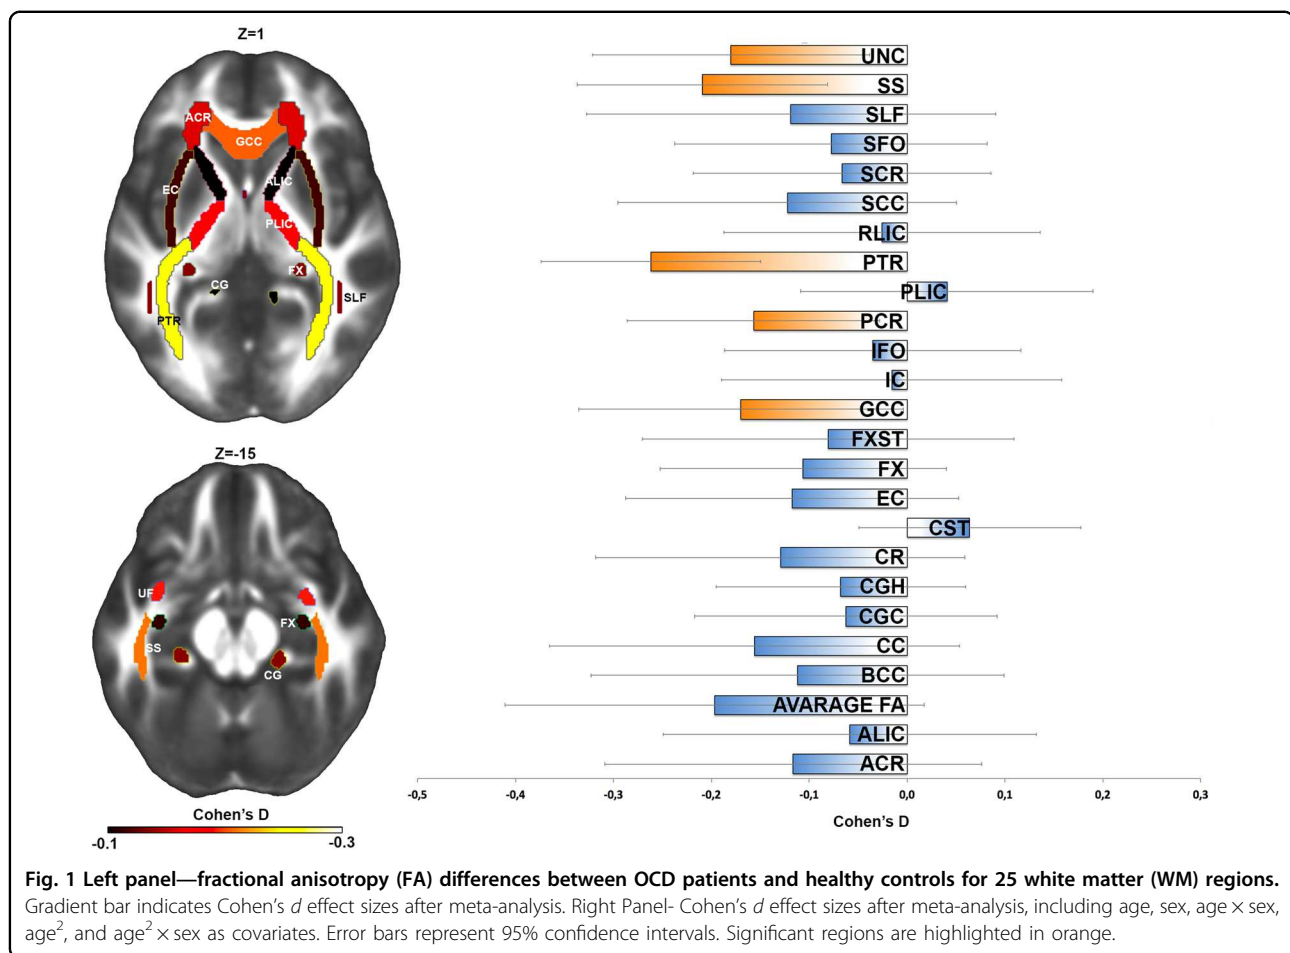 Z=1
ACR
GCC
EC
ALIC
PLIC
FX
CG
SLF
PTR
Z=-15
UF
FX
SS
CG
Cohen's D
-0.1
-0.3
UNC
SS
SLF
SFO
SCR
SCC
RLIC
PTR
PLIC
PCR
IFO
IC
GCC
FXST
FX
EC
CST
CR
CGH
CGC
CC
BCC
AVARAGE FA
ALIC
ACR
-0,5 -0,4 -0,3 -0,2 -0,1 0,0 0,1 0,2 0,3
Cohen's D
Fig. 1 Left panel—fractional anisotropy (FA) differences between OCD patients and healthy controls for 25 white matter (WM) regions.
Gradient bar indicates Cohen's d effect sizes after meta-analysis. Right Panel- Cohen's d effect sizes after meta-analysis, including age, sex, age × sex,
age², and age² × sex as covariates. Error bars represent 95% confidence intervals. Significant regions are highlighted in orange.